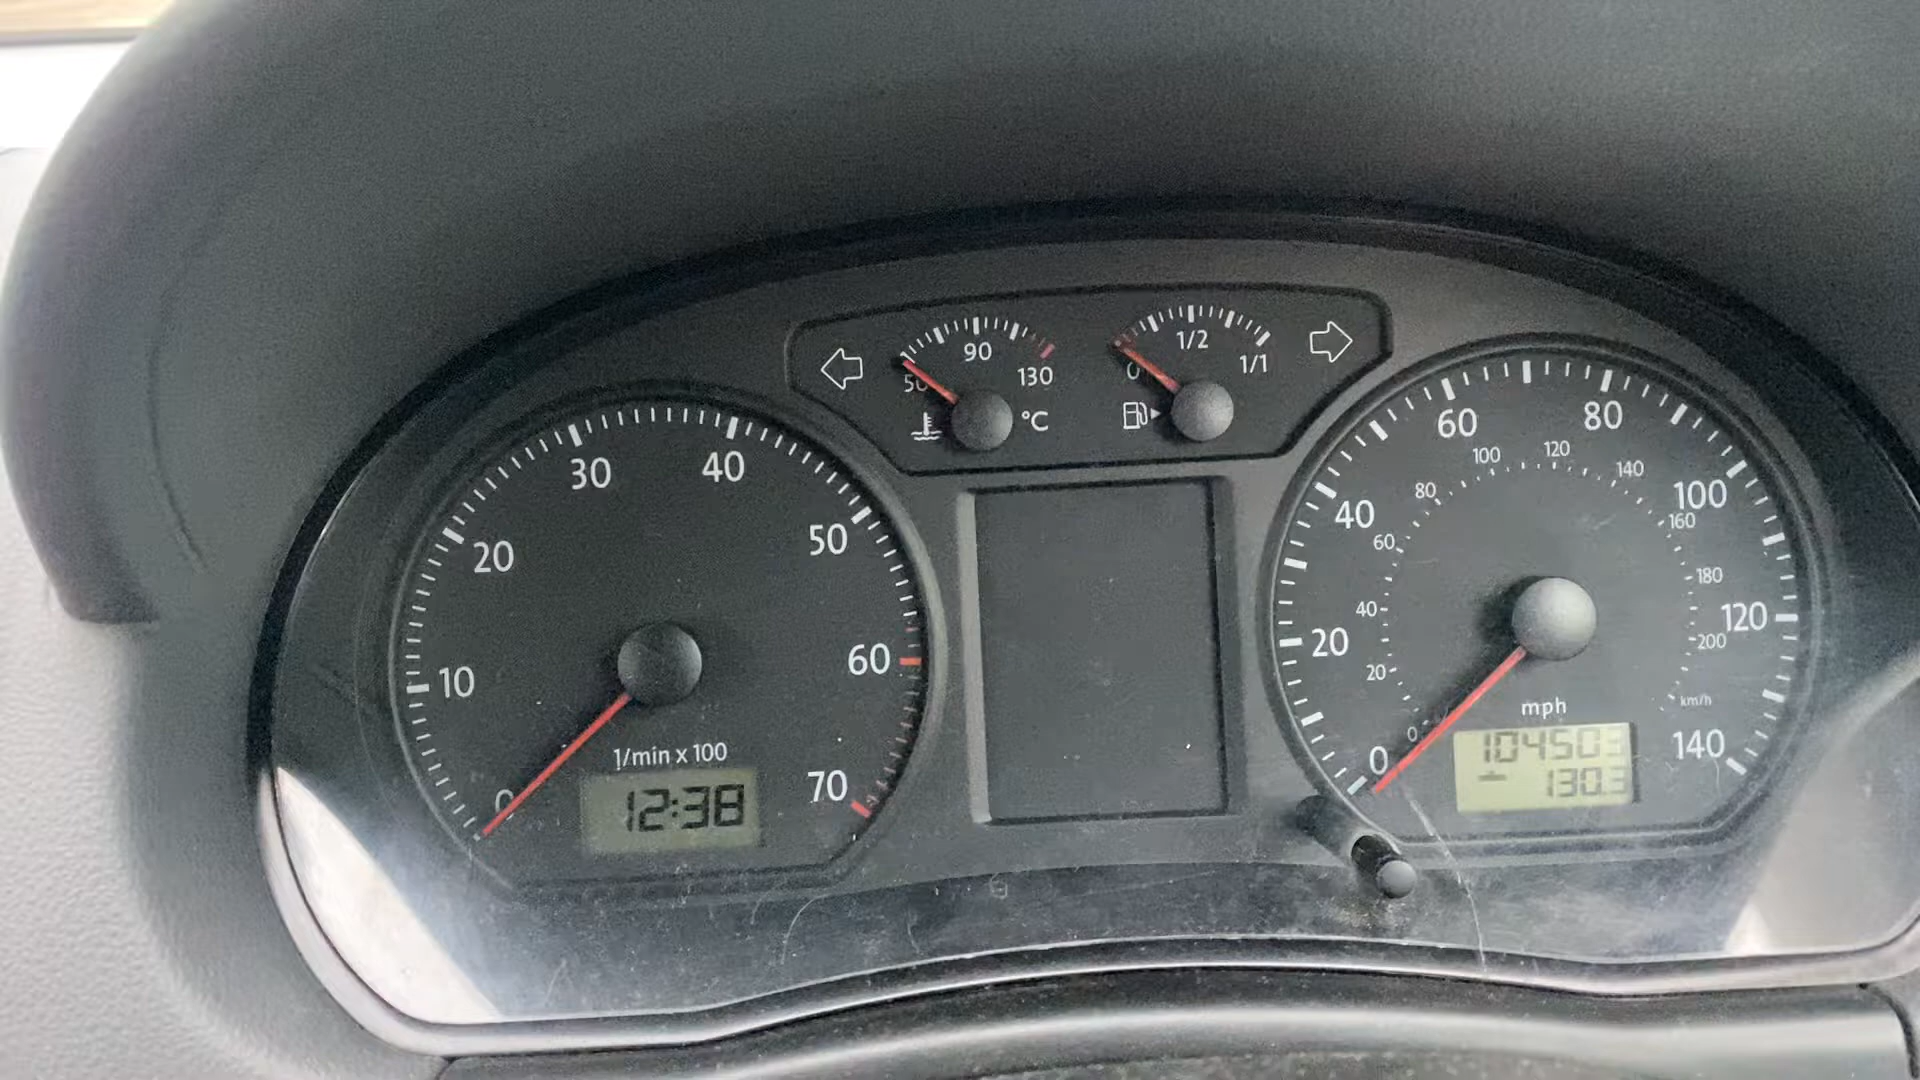 50 90 130
°C
0 1/2 1/1
0 10 20 30 40 50 60 70
1/min x 100
12:38
0 20 40 60 80 100 120 140
0 20 40 60 80 100 120 140 160 180 200
km/h
mph
104503
130.3